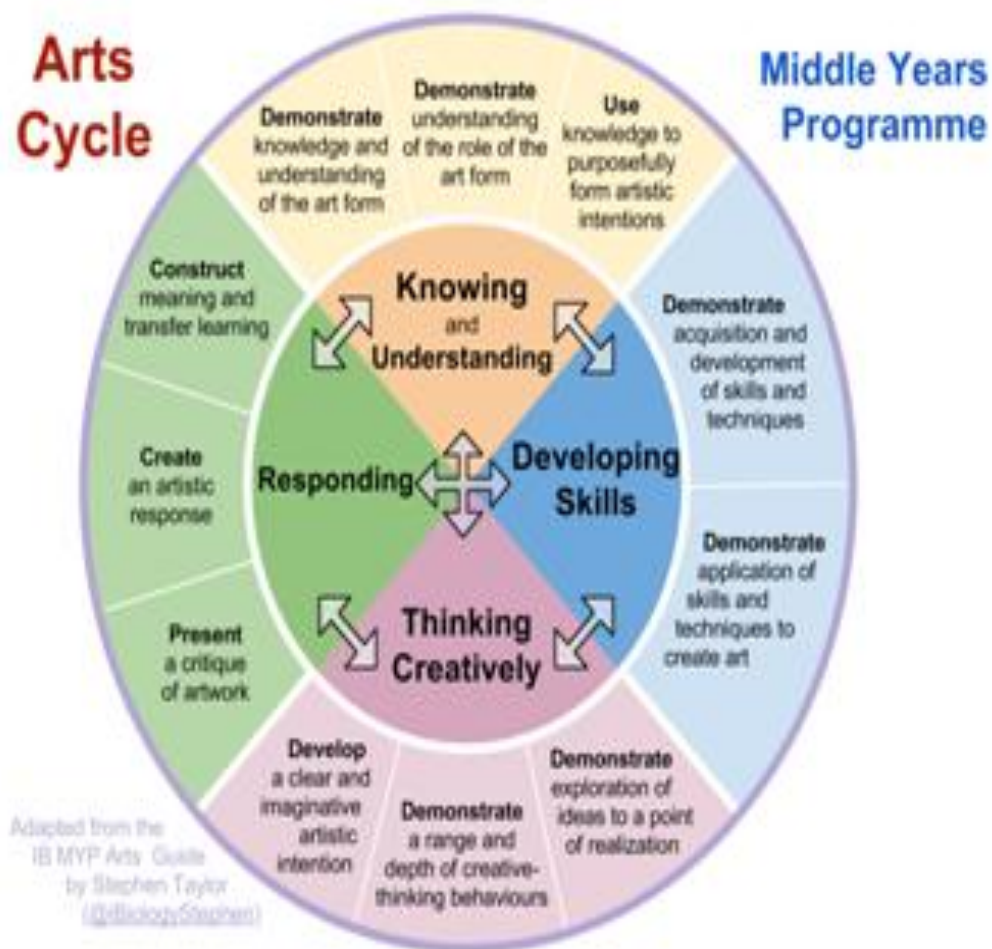 Arts
Cycle
Middle Years
Programme
Demonstrate
knowledge and
understanding
of the art form
Demonstrate
understanding
of the role of the
art form
Use
knowledge to
purposefully
form artistic
intentions
Demonstrate
acquisition and
development
of skills and
techniques
Demonstrate
application of
skills and
techniques to
create art
Demonstrate
exploration of
ideas to a point
of realization
Demonstrate
a range and
depth of creative-
thinking behaviours
Develop
a clear and
imaginative
artistic
intention
Present
a critique
of artwork
Create
an artistic
response
Construct
meaning and
transfer learning
Knowing
and
Understanding
Developing
Skills
Thinking
Creatively
Responding
Adapted from the
IB MYP Arts Guide
by Stephen Taylor
(@iBiologyStephen)